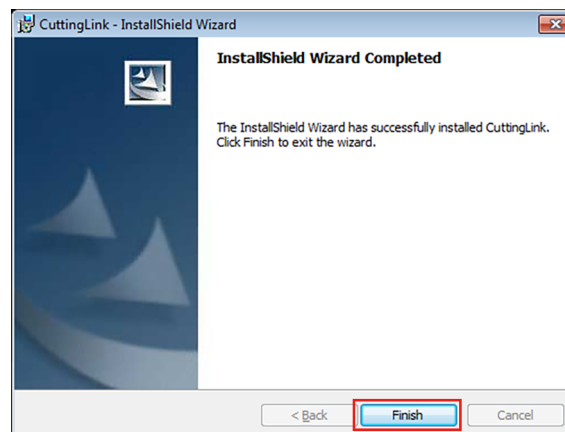 CuttingLink - InstallShield Wizard
InstallShield Wizard Completed
The InstallShield Wizard has successfully installed CuttingLink.
Click Finish to exit the wizard.
< Back Finish Cancel